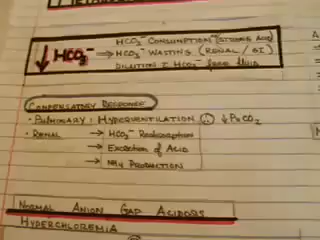 HCO₃⁻ CONSUMPTION (STRONG ACID)
↓ HCO₃⁻ → HCO₃⁻ WASTING (RENAL / GI)
DILUTION
HCO₃⁻ FREE FLUID
COMPENSATORY RESPONSE
• PULMONARY: HYPERVENTILATION ↓ PaCO₂
• RENAL → HCO₃⁻ Reabsorption
→ EXCRETION OF ACID
→ NH₄ PRODUCTION
NORMAL ANION GAP ACIDOSIS
HYPERCHLOREMIA